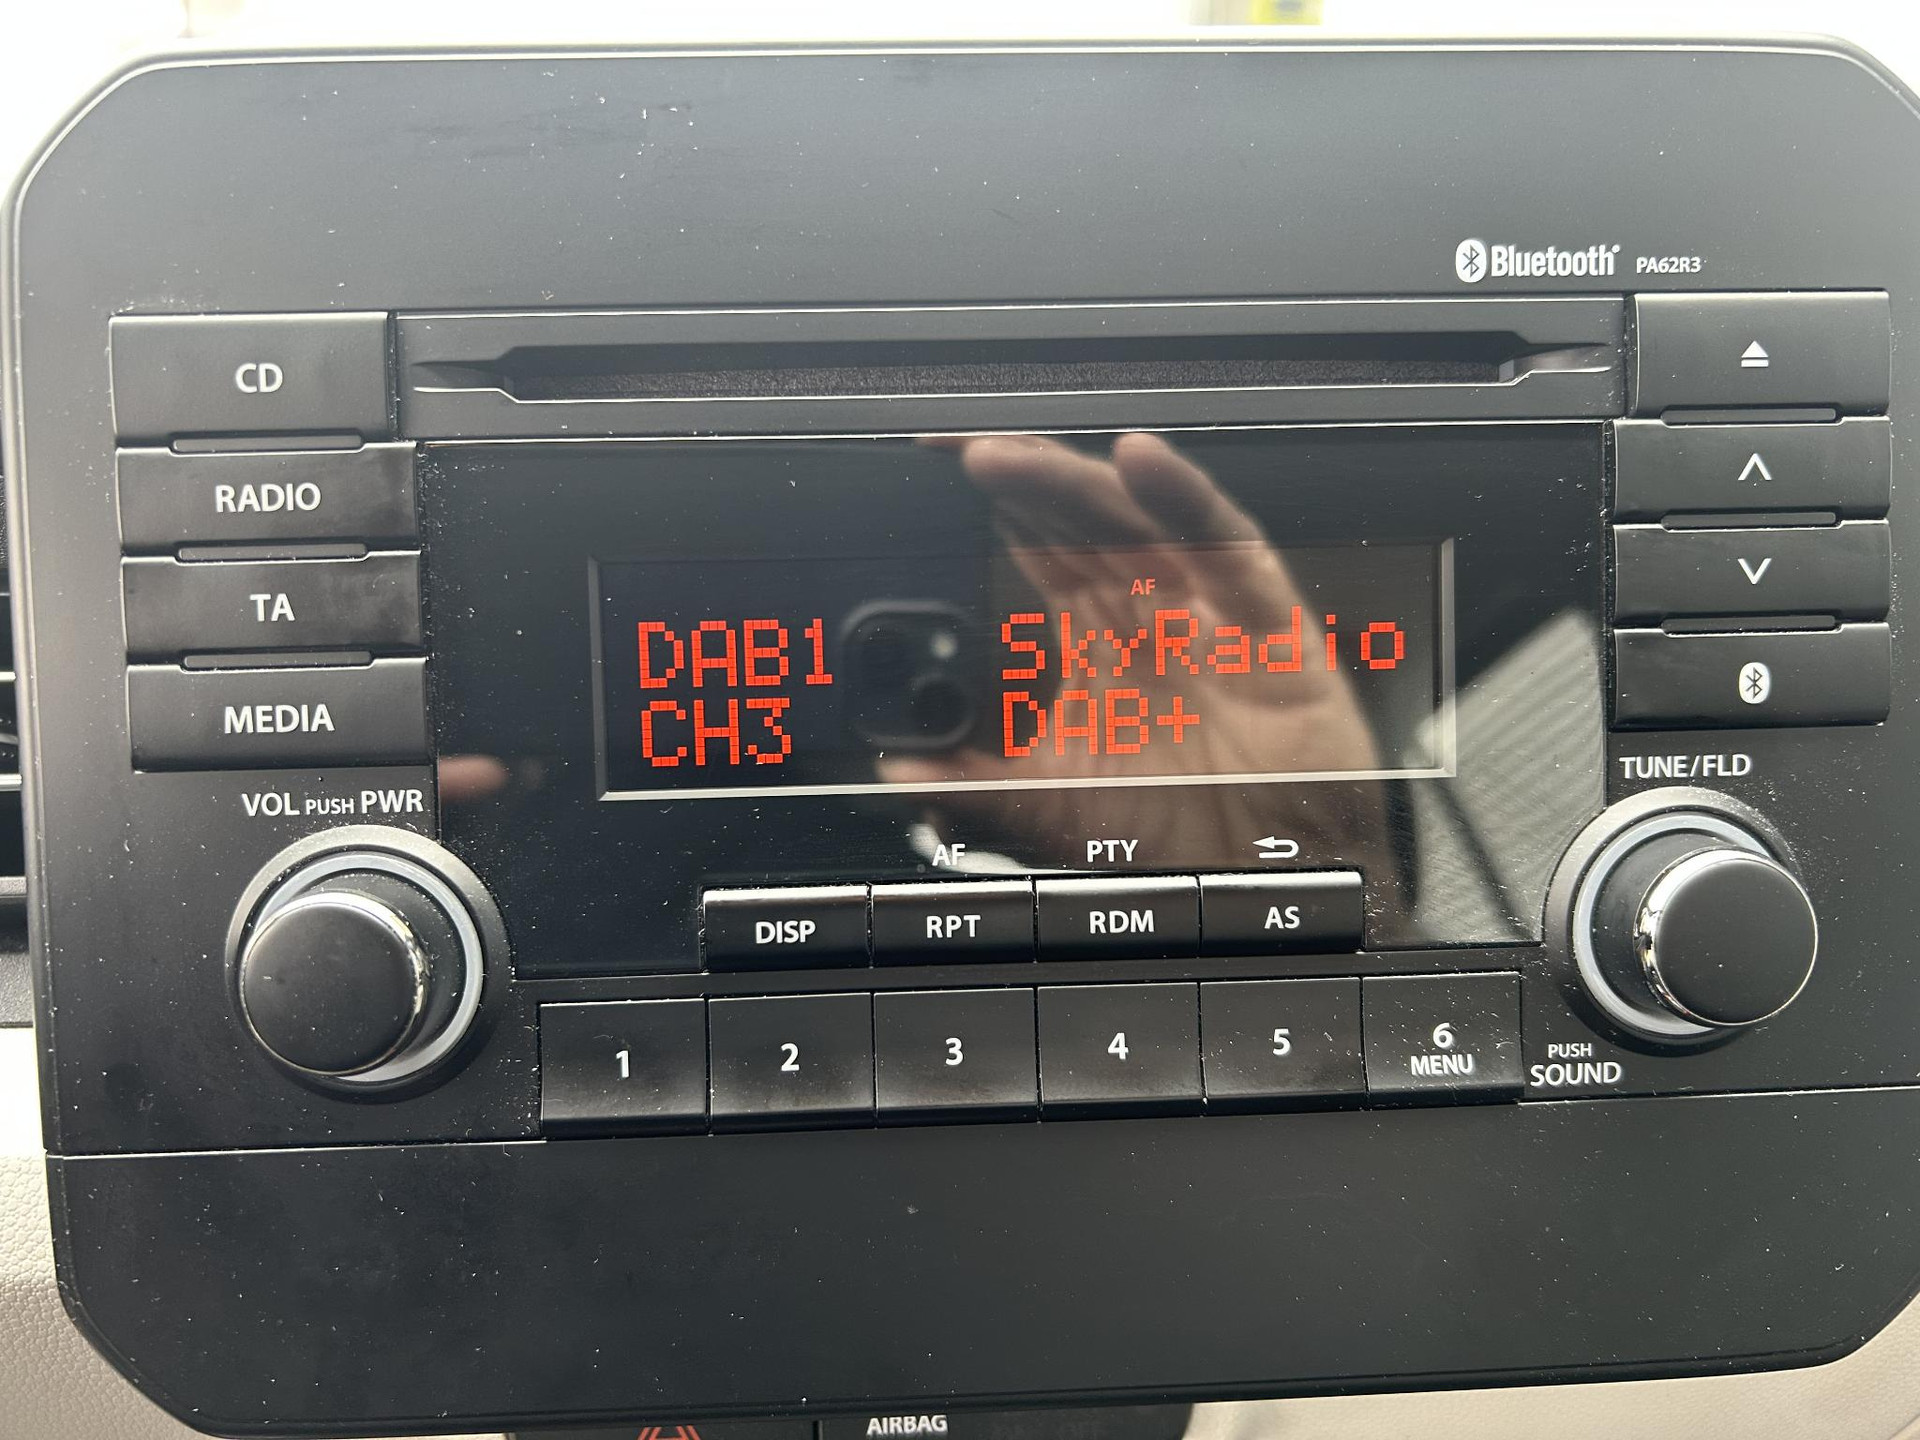 Bluetooth PA62R3
CD
RADIO
TA
MEDIA
AF
DAB1 SkyRadio
CH3 DAB+
VOL PUSH PWR
TUNE/FLD
AF PTY
DISP RPT RDM AS
1 2 3 4 5 6
MENU
PUSH
SOUND
AIRBAG